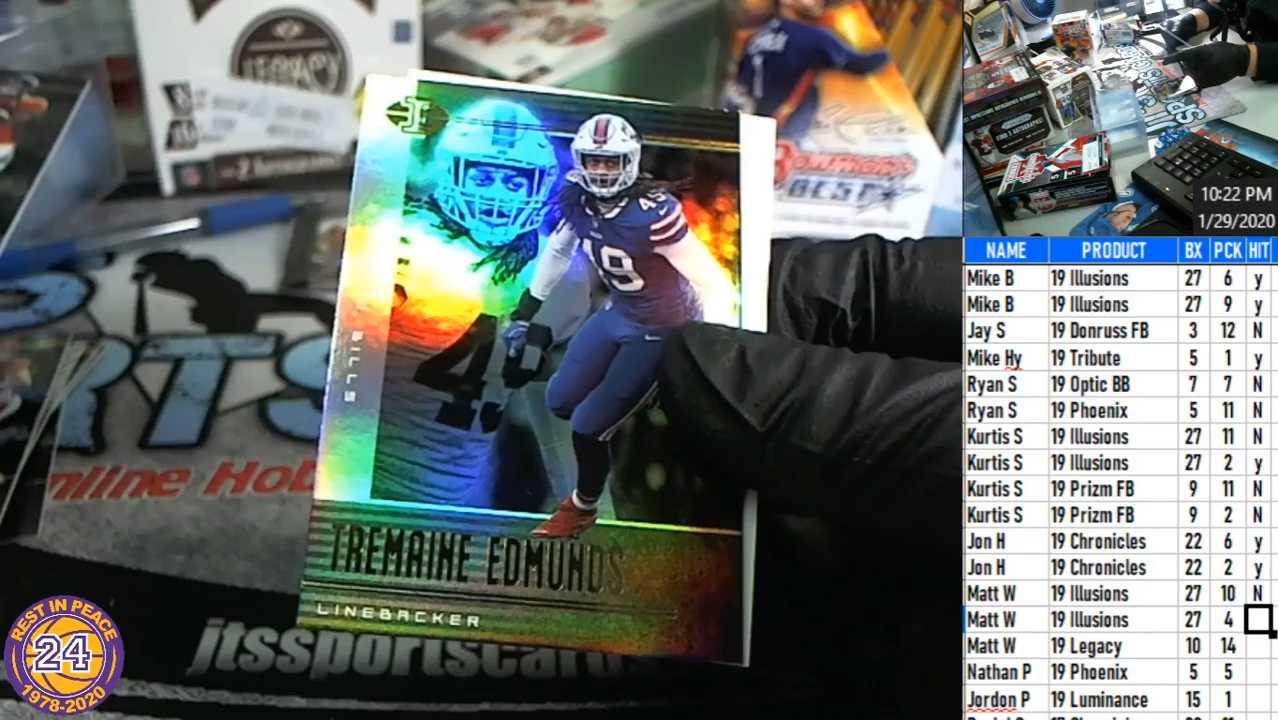 LEGACY
BOWMAN'S
BEST
49
49
BILLS
TREMAINE EDMUNDS
LINEBACKER
RTS
nline Hob
jtssportscard
REST IN PEACE
24
1978-2020
10:22 PM
1/29/2020
NAME PRODUCT BX PCK HIT
Mike B 19 Illusions 27 6 y
Mike B 19 Illusions 27 9 y
Jay S 19 Donruss FB 3 12 N
Mike Hy 19 Tribute 5 1 y
Ryan S 19 Optic BB 7 7 N
Ryan S 19 Phoenix 5 11 N
Kurtis S 19 Illusions 27 11 N
Kurtis S 19 Illusions 27 2 y
Kurtis S 19 Prizm FB 9 11 N
Kurtis S 19 Prizm FB 9 2 N
Jon H 19 Chronicles 22 6 y
Jon H 19 Chronicles 22 2 y
Matt W 19 Illusions 27 10 N
Matt W 19 Illusions 27 4
Matt W 19 Legacy 10 14
Nathan P 19 Phoenix 5 5
Jordon P 19 Luminance 15 1